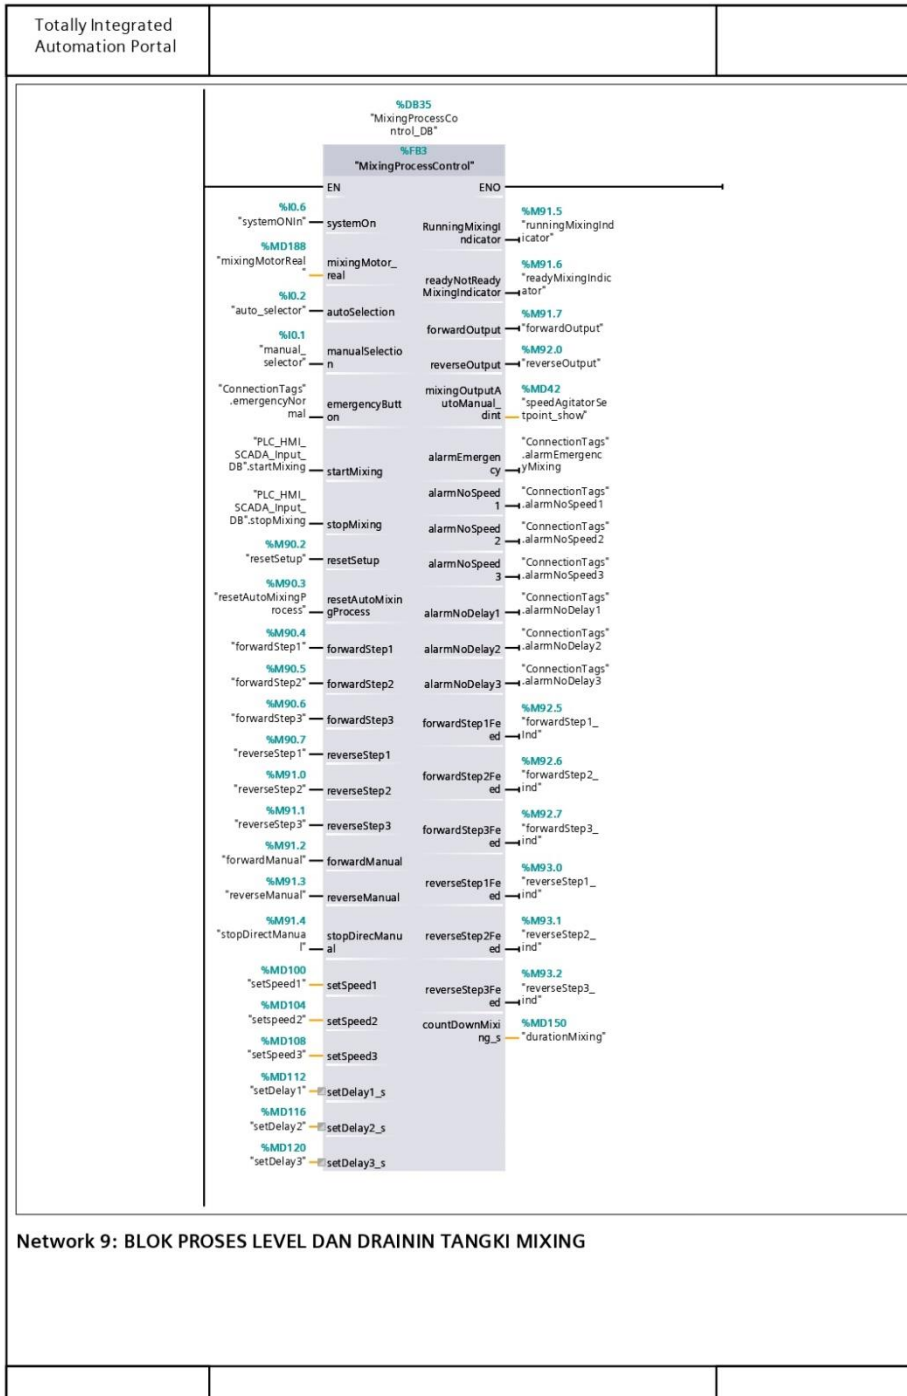 Totally Integrated
Automation Portal
%DB35
"MixingProcessCo
ntrol_DB"
%FB3
"MixingProcessControl"
EN
ENO
%I0.6
"systemONIn"
systemOn
%MD188
"mixingMotorReal
"
mixingMotor_
real
%I0.2
"auto_selector"
autoSelection
%I0.1
"manual_
selector"
manualSelectio
n
"ConnectionTags"
.emergencyNor
mal
emergencyButt
on
"PLC_HMI_
SCADA_Input_
DB".startMixing
startMixing
"PLC_HMI_
SCADA_Input_
DB".stopMixing
stopMixing
%M90.2
"resetSetup"
resetSetup
%M90.3
"resetAutoMixingP
rocess"
resetAutoMixin
gProcess
%M90.4
"forwardStep1"
forwardStep1
%M90.5
"forwardStep2"
forwardStep2
%M90.6
"forwardStep3"
forwardStep3
%M90.7
"reverseStep1"
reverseStep1
%M91.0
"reverseStep2"
reverseStep2
%M91.1
"reverseStep3"
reverseStep3
%M91.2
"forwardManual"
forwardManual
%M91.3
"reverseManual"
reverseManual
%M91.4
"stopDirectManua
l"
stopDirecManu
al
%MD100
"setSpeed1"
setSpeed1
%MD104
"setspeed2"
setSpeed2
%MD108
"setSpeed3"
setSpeed3
%MD112
"setDelay1"
setDelay1_s
%MD116
"setDelay2"
setDelay2_s
%MD120
"setDelay3"
setDelay3_s
RunningMixingI
ndicator
%M91.5
"runningMixingInd
icator"
readyNotReady
MixingIndicator
%M91.6
"readyMixingIndic
ator"
forwardOutput
%M91.7
"forwardOutput"
reverseOutput
%M92.0
"reverseOutput"
mixingOutputA
utoManual_
dint
%MD42
"speedAgitatorSe
tpoint_show"
alarmEmergen
cy
"ConnectionTags"
.alarmEmergenc
yMixing
alarmNoSpeed
1
"ConnectionTags"
.alarmNoSpeed1
alarmNoSpeed
2
"ConnectionTags"
.alarmNoSpeed2
alarmNoSpeed
3
"ConnectionTags"
.alarmNoSpeed3
alarmNoDelay1
"ConnectionTags"
.alarmNoDelay1
alarmNoDelay2
"ConnectionTags"
.alarmNoDelay2
alarmNoDelay3
"ConnectionTags"
.alarmNoDelay3
forwardStep1Fe
ed
%M92.5
"forwardStep1_
Ind"
forwardStep2Fe
ed
%M92.6
"forwardStep2_
ind"
forwardStep3Fe
ed
%M92.7
"forwardStep3_
ind"
reverseStep1Fe
ed
%M93.0
"reverseStep1_
ind"
reverseStep2Fe
ed
%M93.1
"reverseStep2_
ind"
reverseStep3Fe
ed
%M93.2
"reverseStep3_
ind"
countDownMixi
ng_s
%MD150
"durationMixing"
Network 9: BLOK PROSES LEVEL DAN DRAININ TANGKI MIXING